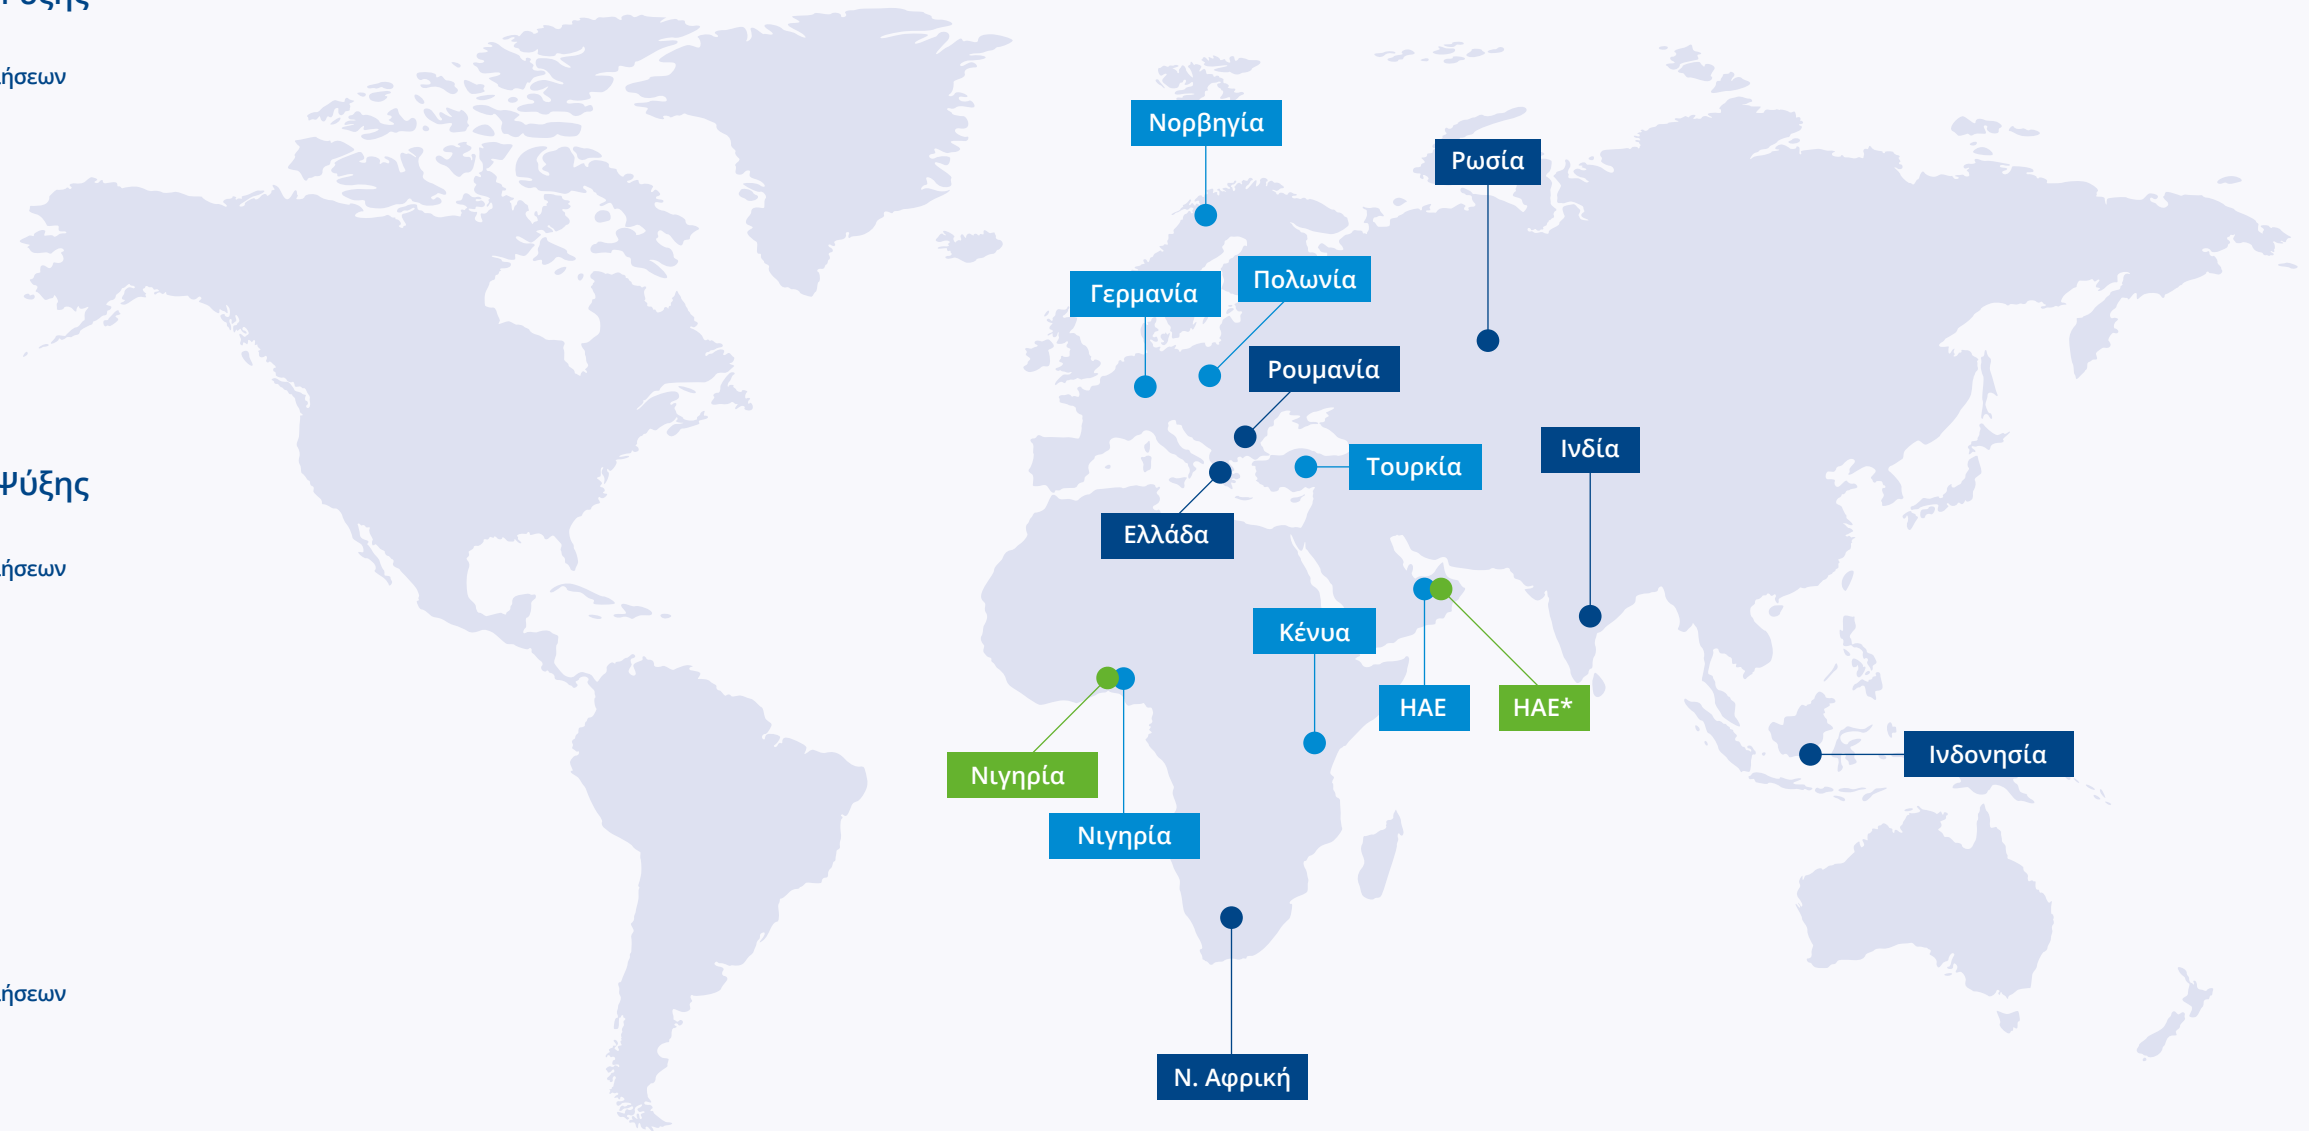 ήσεων
Νορβηγία
Ρωσία
Πολωνία
Γερμανία
Ρουμανία
Ινδία
Τουρκία
Ψύξης
Ελλάδα
ήσεων
Κένυα
ΗΑΕ
ΗΑΕ*
Ινδονησία
Νιγηρία
Νιγηρία
ήσεων
Ν. Αφρική